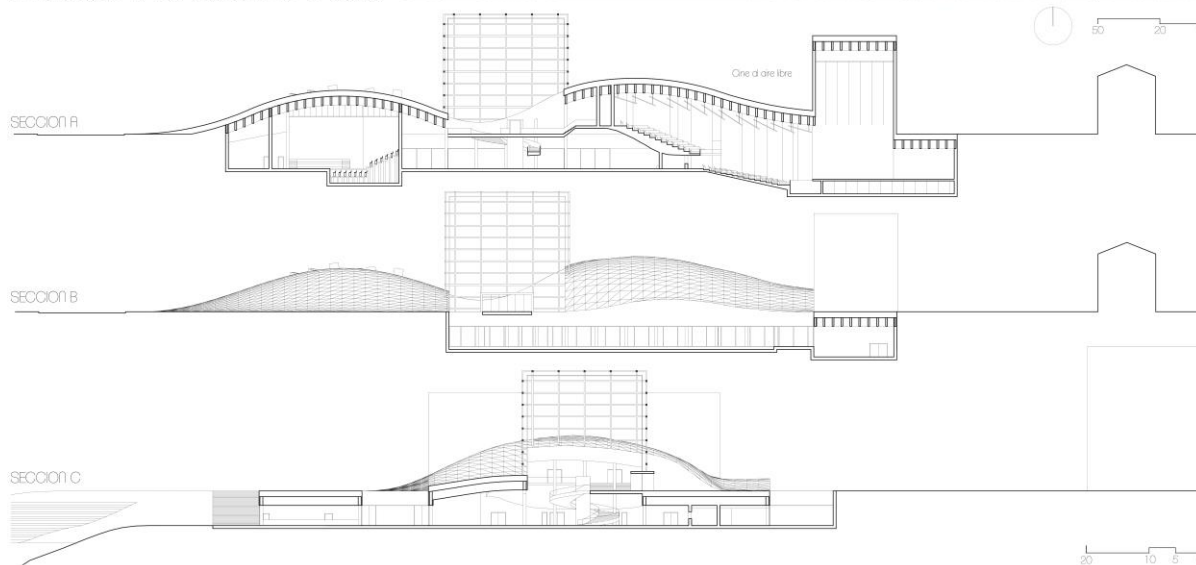 50 20
Cine al aire libre
SECCION A
SECCION B
SECCION C
20 10 5